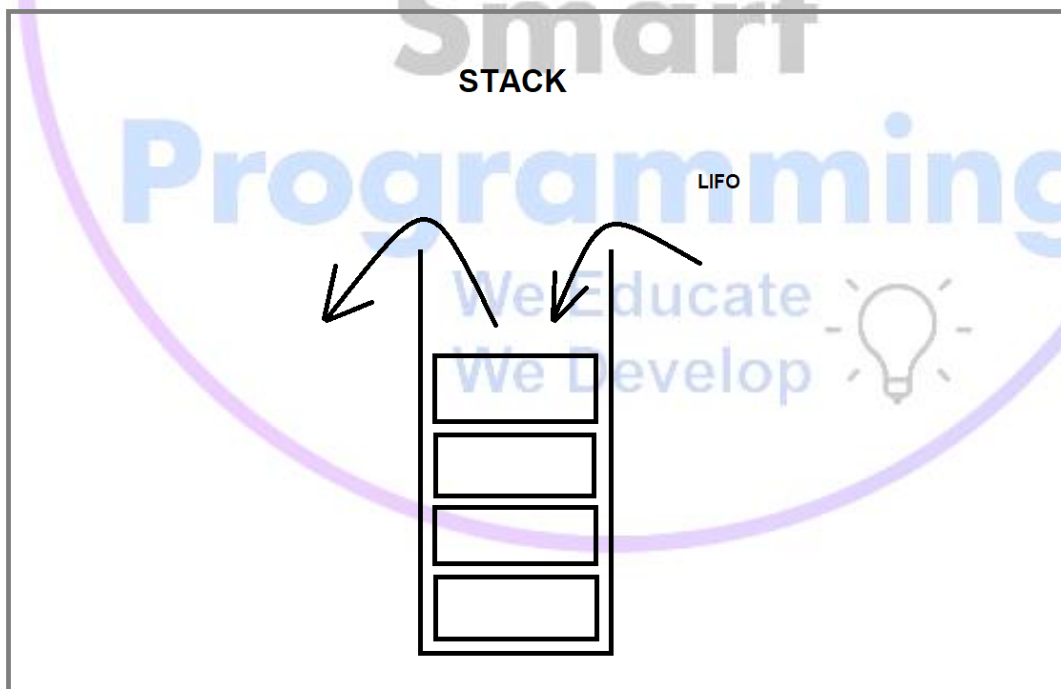 Smart
STACK
Programming
LIFO
We Educate
We Develop